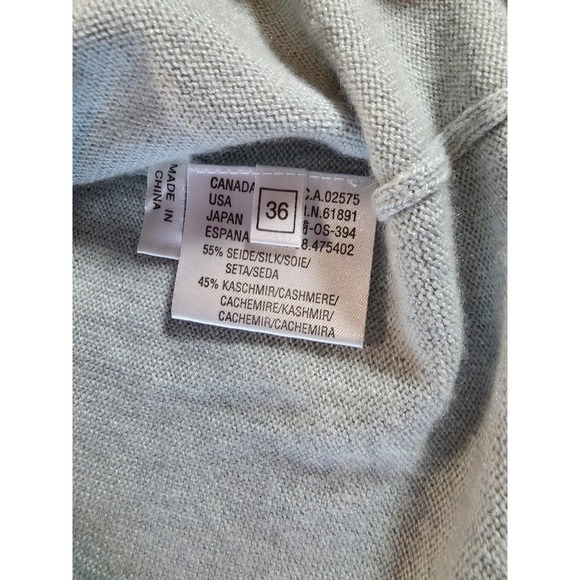 MADE IN
CHINA
CANADA
USA
JAPAN
ESPANA
36
C.A.02575
.N.61891
-OS-394
8.475402
55% SEIDE/SILK/SOIE/
SETA/SEDA
45% KASCHMIR/CASHMERE/
CACHEMIRE/KASHMIR/
CACHEMIR/CACHEMIRA